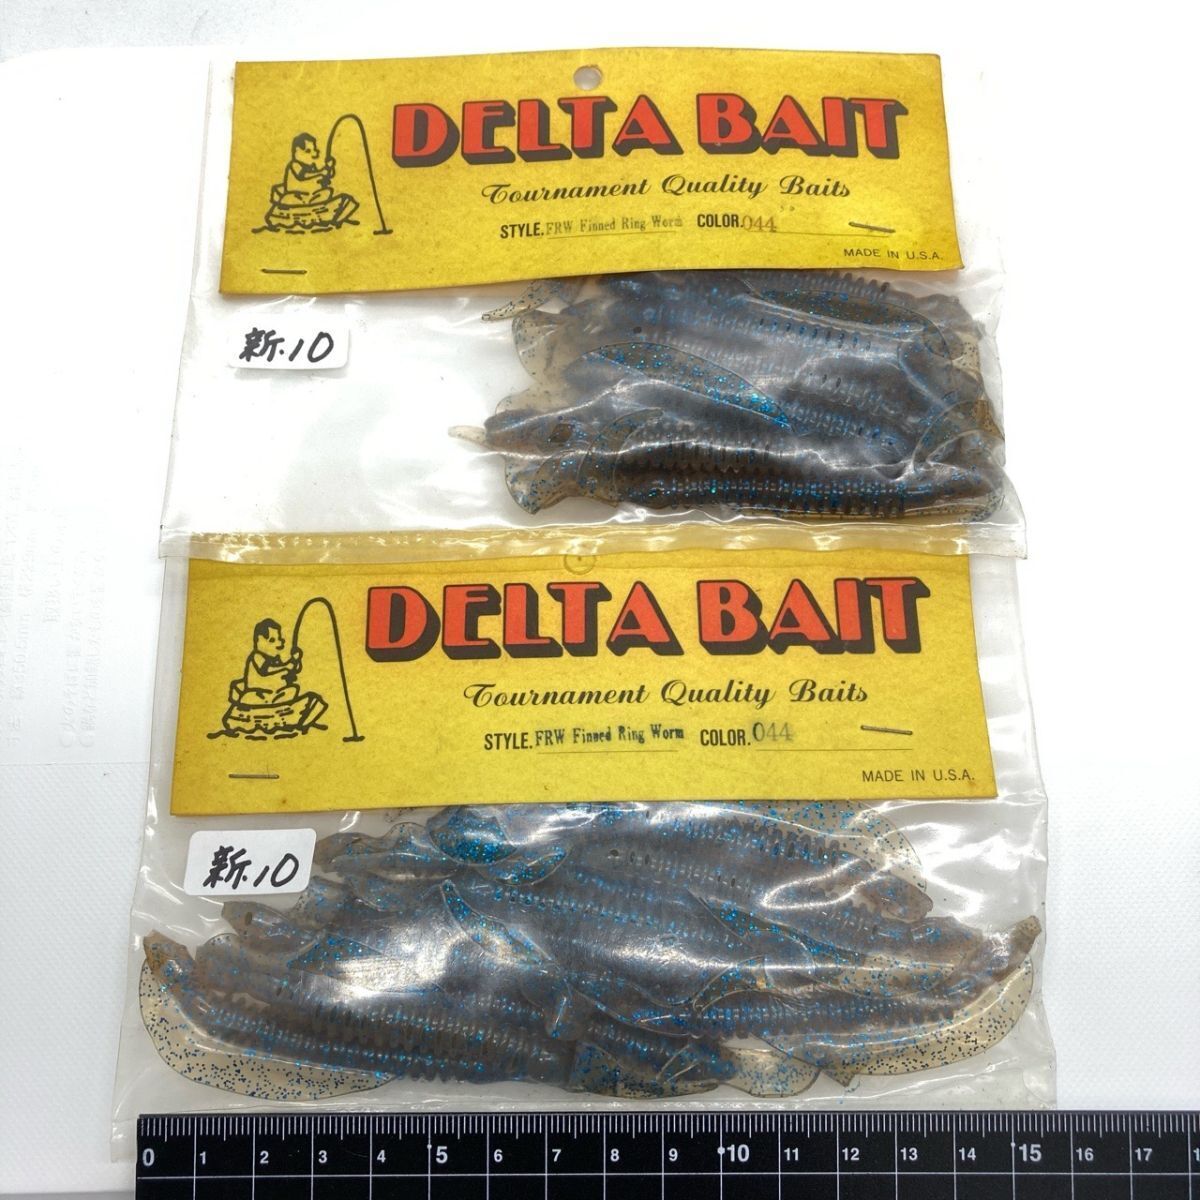 DELTA BAIT
Tournament Quality Baits
STYLE. FRW Finned Ring Worm COLOR. 044
MADE IN U.S.A.
新.10
DELTA BAIT
Tournament Quality Baits
STYLE. FRW Finned Ring Worm COLOR. 044
MADE IN U.S.A.
新.10
0 1 2 3 4 5 6 7 8 9 10 11 12 13 14 15 16 17